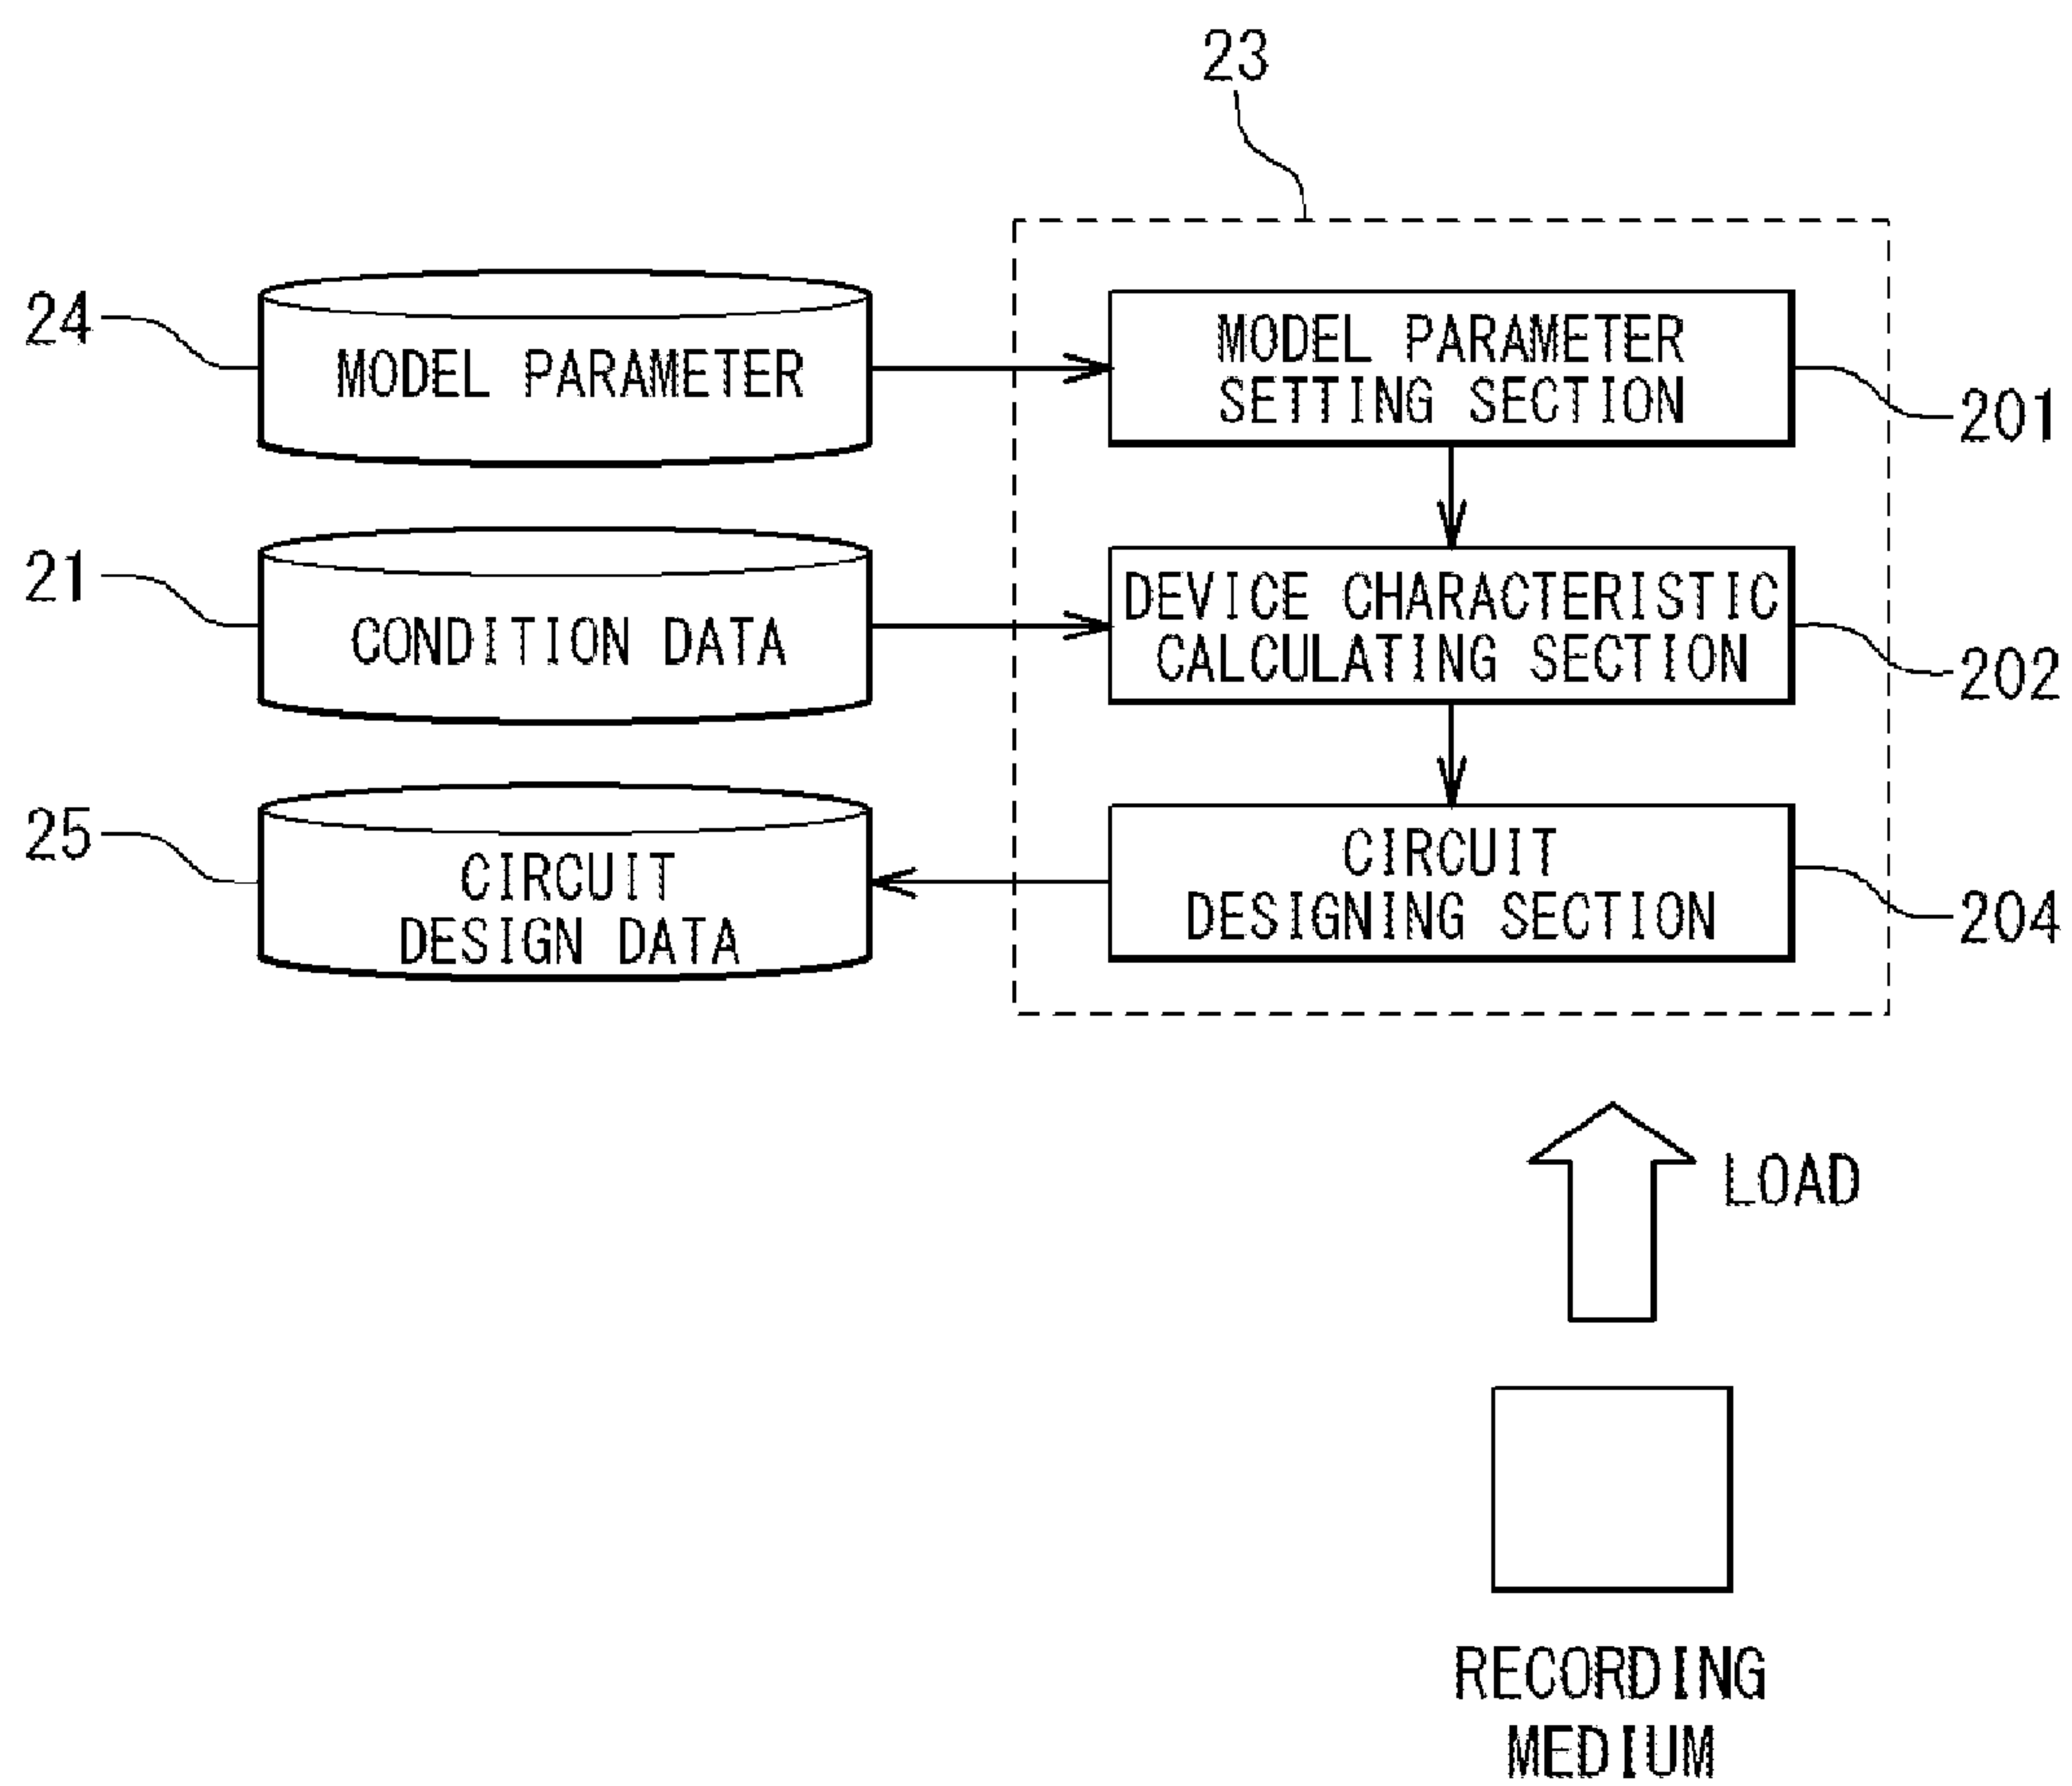 23
24
MODEL PARAMETER
MODEL PARAMETER
SETTING SECTION
201
21
CONDITION DATA
DEVICE CHARACTERISTIC
CALCULATING SECTION
202
25
CIRCUIT
DESIGN DATA
CIRCUIT
DESIGNING SECTION
204
LOAD
RECORDING
MEDIUM